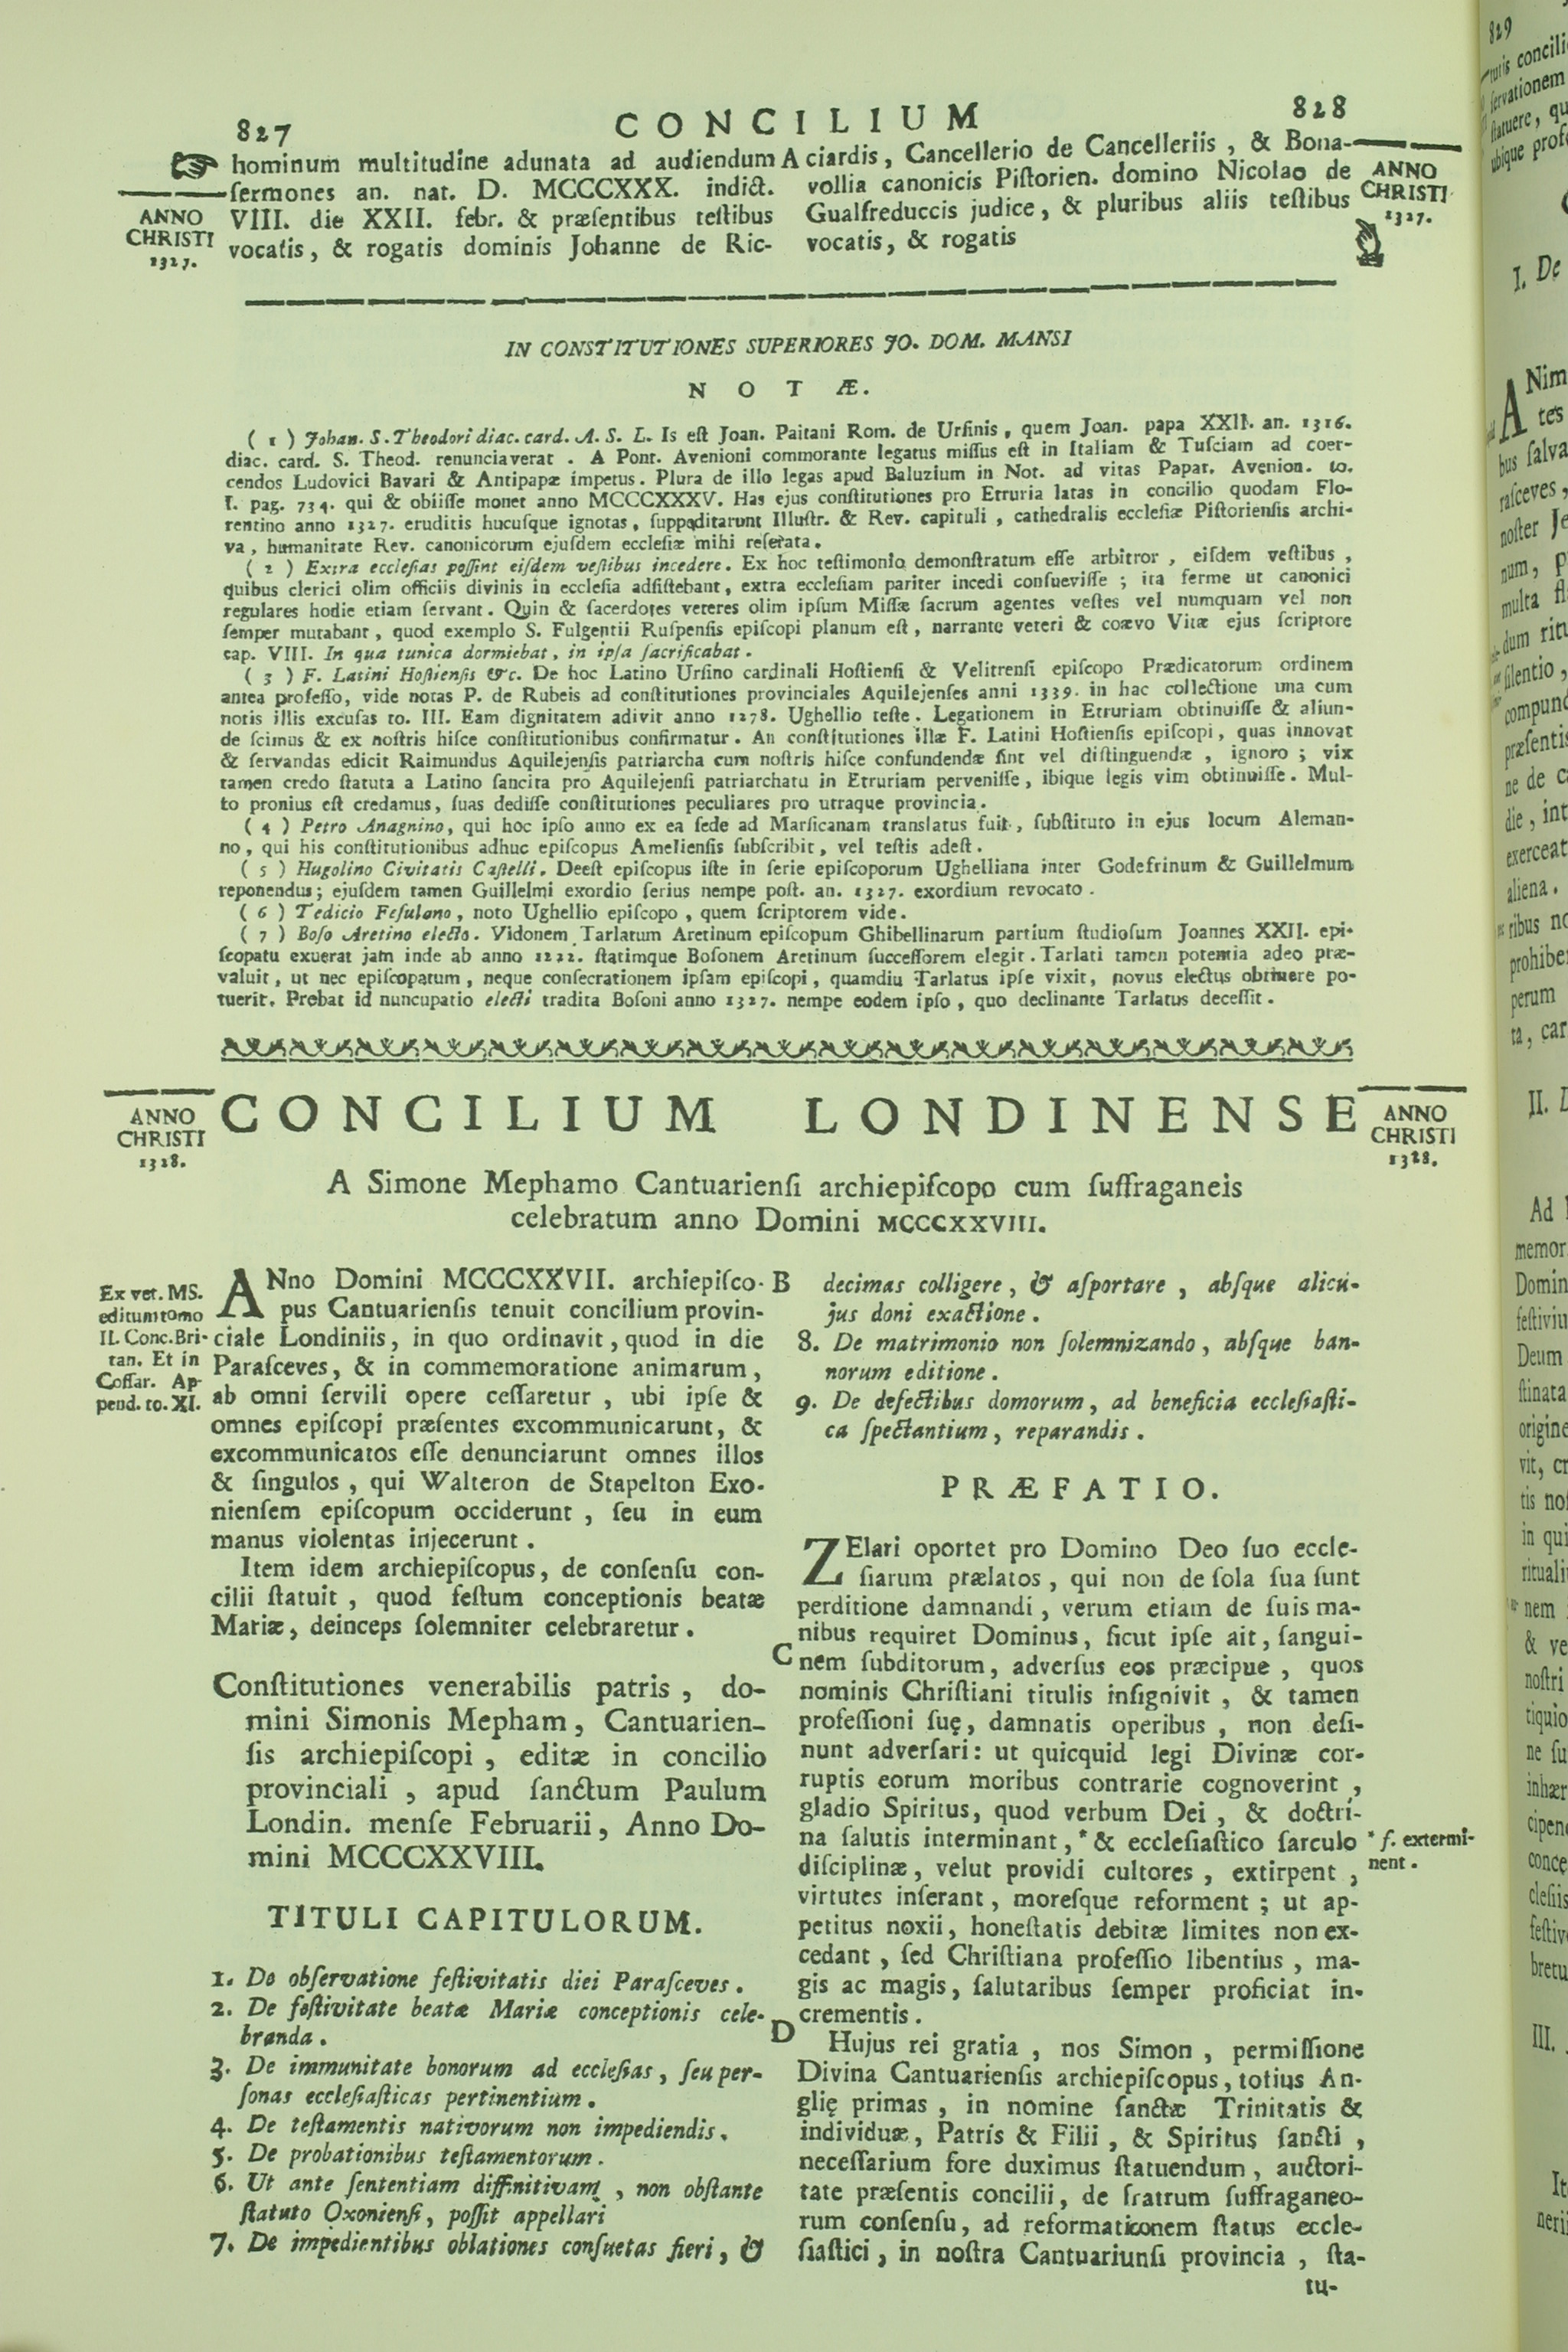 827
CONCILIUM
828
hominum multitudine adunata ad audiendum
ſermones an. nat. D. MCCCXXX. indict.
VIII. die XXII. febr. & præſentibus teſtibus
vocatis, & rogatis dominis Johanne de Ric-
ANNO
CHRISTI
1327.
A
ciardis, Cancellerio de Cancelleriis, & Bona-
vollia canonicis Piſtorien. domino Nicolao de
Gualfreduccis judice, & pluribus aliis teſtibus
vocatis, & rogatis
ANNO
CHRISTI
1327.
IN CONSTITUTIONES SUPERIORES JO. DOM. MANSI
NOTÆ.
( 1 ) Johan. S. Theodori diac. card. A. S. L. Is eſt Joan. Paitani Rom. de Urſinis, quem Joan. papa XXII. an. 1316.
diac. card. S. Theod. renunciaverat. A Pont. Avenioni commorante legatus miſſus eſt in Italiam & Tuſciam ad coer-
cendos Ludovici Bavari & Antipapæ impetus. Plura de illo legas apud Baluzium in Not. ad vitas Papar. Avenion. to.
I. pag. 734. qui & obiiſſe monet anno MCCCXXXV. Has ejus conſtitutiones pro Etruria latas in concilio quodam Flo-
rentino anno 1327. eruditis hucuſque ignotas, ſuppeditarunt Illuſtr. & Rev. capituli, cathedralis eccleſiæ Piſtorienſis archi-
va, humanitate Rev. canonicorum ejuſdem eccleſiæ mihi reſerata.
( 2 ) Extra eccleſias poſſint eiſdem veſtibus incedere. Ex hoc teſtimonio demonſtratum eſſe arbitror, eiſdem veſtibus,
quibus clerici olim officiis divinis in eccleſia adſiſtebant, extra eccleſiam pariter incedi conſueviſſe; ita ferme ut canonici
regulares hodie etiam ſervant. Quin & ſacerdotes veteres olim ipſum Miſſæ ſacrum agentes veſtes vel numquam vel non
ſemper mutabant, quod exemplo S. Fulgentii Ruſpenſis epiſcopi planum eſt, narrante veteri & coævo Vitæ ejus ſcriptore
cap. VIII. In qua tunica dormiebat, in ipſa ſacrificabat.
( 3 ) F. Latini Hoſtienſis &c. De hoc Latino Urſino cardinali Hoſtienſi & Velitrenſi epiſcopo Prædicatorum ordinem
antea profeſſo, vide notas P. de Rubeis ad conſtitutiones provinciales Aquilejenſes anni 1339. in hac collectione una cum
notis illis excuſas to. III. Eam dignitatem adivit anno 1278. Ughellio teſte. Legationem in Etruriam obtinuiſſe & aliun-
de ſcimus & ex noſtris hiſce conſtitutionibus confirmatur. An conſtitutiones illæ F. Latini Hoſtienſis epiſcopi, quas innovat
& ſervandas edicit Raimundus Aquilejenſis patriarcha cum noſtris hiſce confundendæ ſint vel diſtinguendæ, ignoro; vix
tamen credo ſtatuta a Latino ſancita pro Aquilejenſi patriarchatu in Etruriam perveniſſe, ibique legis vim obtinuiſſe. Mul-
to pronius eſt credamus, ſuas dediſſe conſtitutiones peculiares pro utraque provincia.
( 4 ) Petro Anagnino, qui hoc ipſo anno ex ea ſede ad Marſicanam translatus fuit, ſubſtituto in ejus locum Aleman-
no, qui his conſtitutionibus adhuc epiſcopus Amelienſis ſubſcribit, vel teſtis adeſt.
( 5 ) Hugolino Civitatis Caſtelli. Deeſt epiſcopus iſte in ſerie epiſcoporum Ughelliana inter Godefrinum & Guillelmum
reponendus; ejuſdem tamen Guillelmi exordio ſerius nempe poſt. an. 1327. exordium revocato.
( 6 ) Tedicio Feſulano, noto Ughellio epiſcopo, quem ſcriptorem vide.
( 7 ) Boſo Aretino electo. Vidonem Tarlatum Aretinum epiſcopum Ghibellinarum partium ſtudioſum Joannes XXII. epi-
ſcopatu exuerat jam inde ab anno 1222. ſtatimque Boſonem Aretinum ſucceſſorem elegit. Tarlati tamen potentia adeo præ-
valuit, ut nec epiſcopatum, neque conſecrationem ipſam epiſcopi, quamdiu Tarlatus ipſe vixit, novus electus obtinere po-
tuerit. Probat id nuncupatio electi tradita Boſoni anno 1327. nempe eodem ipſo, quo declinante Tarlatus deceſſit.
ANNO
CHRISTI
1328.
CONCILIUM LONDINENSE
ANNO
CHRISTI
1328.
A Simone Mephamo Cantuarienſi archiepiſcopo cum ſuffraganeis
celebratum anno Domini MCCCXXVIII.
Ex vet. MS.
editum tomo
II. Conc. Bri-
tan. Et in
Coſſar. Ap-
pend. to. XI.
ANno Domini MCCCXXVII. archiepiſco-
pus Cantuarienſis tenuit concilium provin-
ciale Londiniis, in quo ordinavit, quod in die
Paraſceves, & in commemoratione animarum,
ab omni ſervili opere ceſſaretur, ubi ipſe &
omnes epiſcopi præſentes excommunicarunt, &
excommunicatos eſſe denunciarunt omnes illos
& ſingulos, qui Walteron de Stapelton Exo-
nienſem epiſcopum occiderunt, ſeu in eum
manus violentas injecerunt.
Item idem archiepiſcopus, de conſenſu con-
cilii ſtatuit, quod feſtum conceptionis beatæ
Mariæ, deinceps ſolemniter celebraretur.
Conſtitutiones venerabilis patris, do-
mini Simonis Mepham, Cantuarien-
ſis archiepiſcopi, editæ in concilio
provinciali, apud ſanctum Paulum
Londin. menſe Februarii, Anno Do-
mini MCCCXXVIII.
TITULI CAPITULORUM.
1. De obſervatione feſtivitatis diei Paraſceves.
2. De feſtivitate beatæ Mariæ conceptionis cele-
branda.
3. De immunitate bonorum ad eccleſias, ſeu per-
ſonas eccleſiaſticas pertinentium.
4. De teſtamentis nativorum non impediendis.
5. De probationibus teſtamentorum.
6. Ut ante ſententiam diffinitivam, non obſtante
ſtatuto Oxonienſi, poſſit appellari
7. De impedientibus oblationes conſuetas fieri, &
B
decimas colligere, & aſportare, abſque alicu-
jus doni exactione.
8. De matrimonio non ſolemnizando, abſque ban-
norum editione.
9. De defectibus domorum, ad beneficia eccleſiaſti-
ca ſpectantium, reparandis.
PRÆFATIO.
ZElari oportet pro Domino Deo ſuo eccle-
ſiarum prælatos, qui non de ſola ſua ſunt
perditione damnandi, verum etiam de ſuis ma-
nibus requiret Dominus, ſicut ipſe ait, ſangui-
C
nem ſubditorum, adverſus eos præcipue, quos
nominis Chriſtiani titulis inſignivit, & tamen
profeſſioni ſuę, damnatis operibus, non deſi-
nunt adverſari: ut quicquid legi Divinæ cor-
ruptis eorum moribus contrarie cognoverint,
gladio Spiritus, quod verbum Dei, & doctri-
na ſalutis interminant, * & eccleſiaſtico ſarculo
* f. extermi-
nent.
diſciplinæ, velut providi cultores, extirpent,
virtutes inſerant, moreſque reforment; ut ap-
petitus noxii, honeſtatis debitæ limites non ex-
cedant, ſed Chriſtiana profeſſio libentius, ma-
gis ac magis, ſalutaribus ſemper proficiat in-
crementis.
D
Hujus rei gratia, nos Simon, permiſſione
Divina Cantuarienſis archiepiſcopus, totius An-
glię primas, in nomine ſanctæ Trinitatis &
individuæ, Patris & Filii, & Spiritus ſancti,
neceſſarium fore duximus ſtatuendum, auctori-
tate præſentis concilii, de fratrum ſuffraganeo-
rum conſenſu, ad reformationem ſtatus eccle-
ſiaſtici, in noſtra Cantuariunſi provincia, ſta-
tu-
829